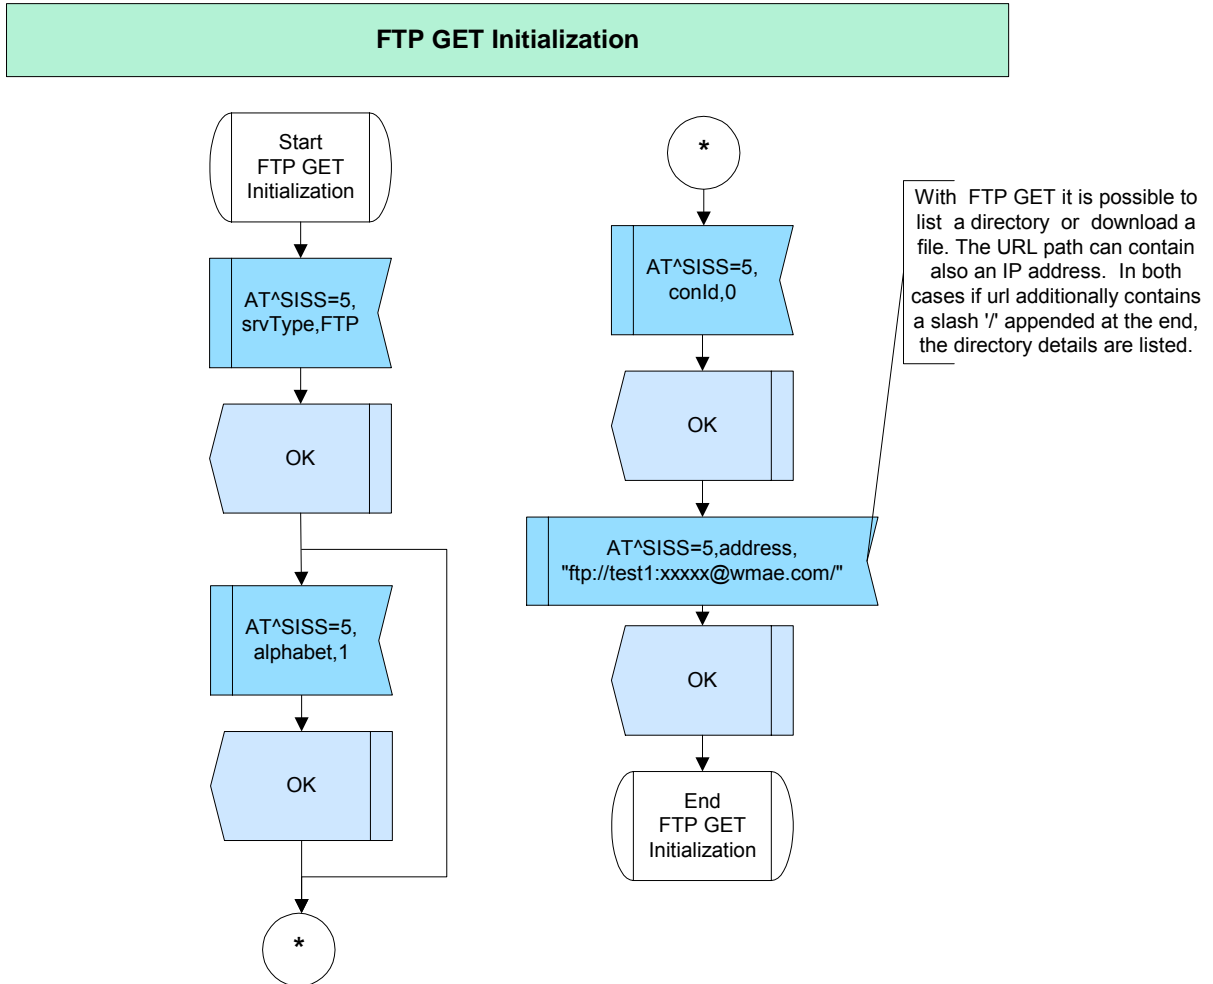 FTP GET Initialization
Start
FTP GET
Initialization
AT^SISS=5,
srvType,FTP
OK
AT^SISS=5,
alphabet,1
OK
*
*
AT^SISS=5,
conId,0
OK
AT^SISS=5,address,
"ftp://test1:xxxxx@wmae.com/"
OK
End
FTP GET
Initialization
With FTP GET it is possible to
list a directory or download a
file. The URL path can contain
also an IP address. In both
cases if url additionally contains
a slash '/' appended at the end,
the directory details are listed.